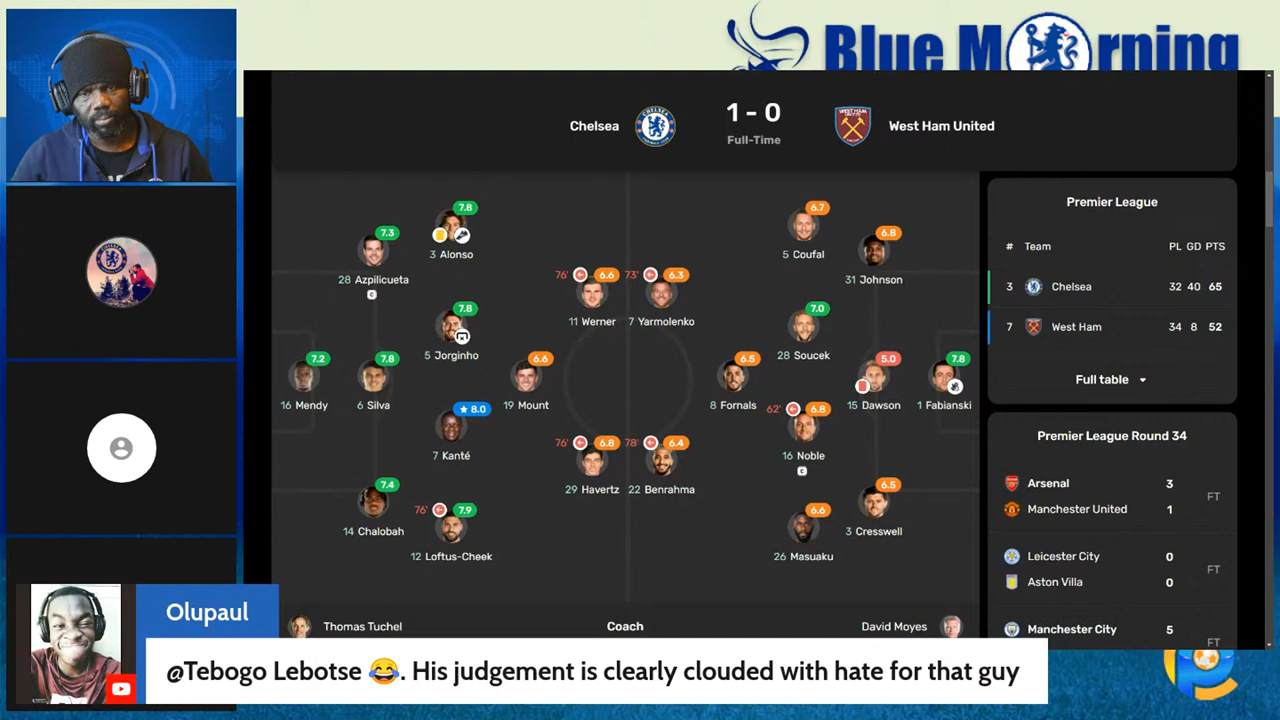 Blue M rning
Chelsea
1 - 0
West Ham United
Full-Time
7.8
3 Alonso
7.3
28 Azpilicueta
c
7.8
5 Jorginho
7.2
16 Mendy
7.8
6 Silva
8.0
7 Kanté
7.4
14 Chalobah
76'
7.9
12 Loftus-Cheek
6.6
19 Mount
76'
6.6
11 Werner
76'
6.8
29 Havertz
73'
6.3
7 Yarmolenko
78'
6.4
22 Benrahma
6.7
5 Coufal
6.8
31 Johnson
7.0
28 Soucek
6.5
8 Fornals
5.0
15 Dawson
7.8
1 Fabianski
62'
6.8
16 Noble
c
6.5
3 Cresswell
6.6
26 Masuaku
Thomas Tuchel
Coach
David Moyes
Premier League
# Team PL GD PTS
3 Chelsea 32 40 65
7 West Ham 34 8 52
Full table
Premier League Round 34
Arsenal 3
FT
Manchester United 1
Leicester City 0
FT
Aston Villa 0
Manchester City 5
FT
Olupaul
@Tebogo Lebotse 😂. His judgement is clearly clouded with hate for that guy